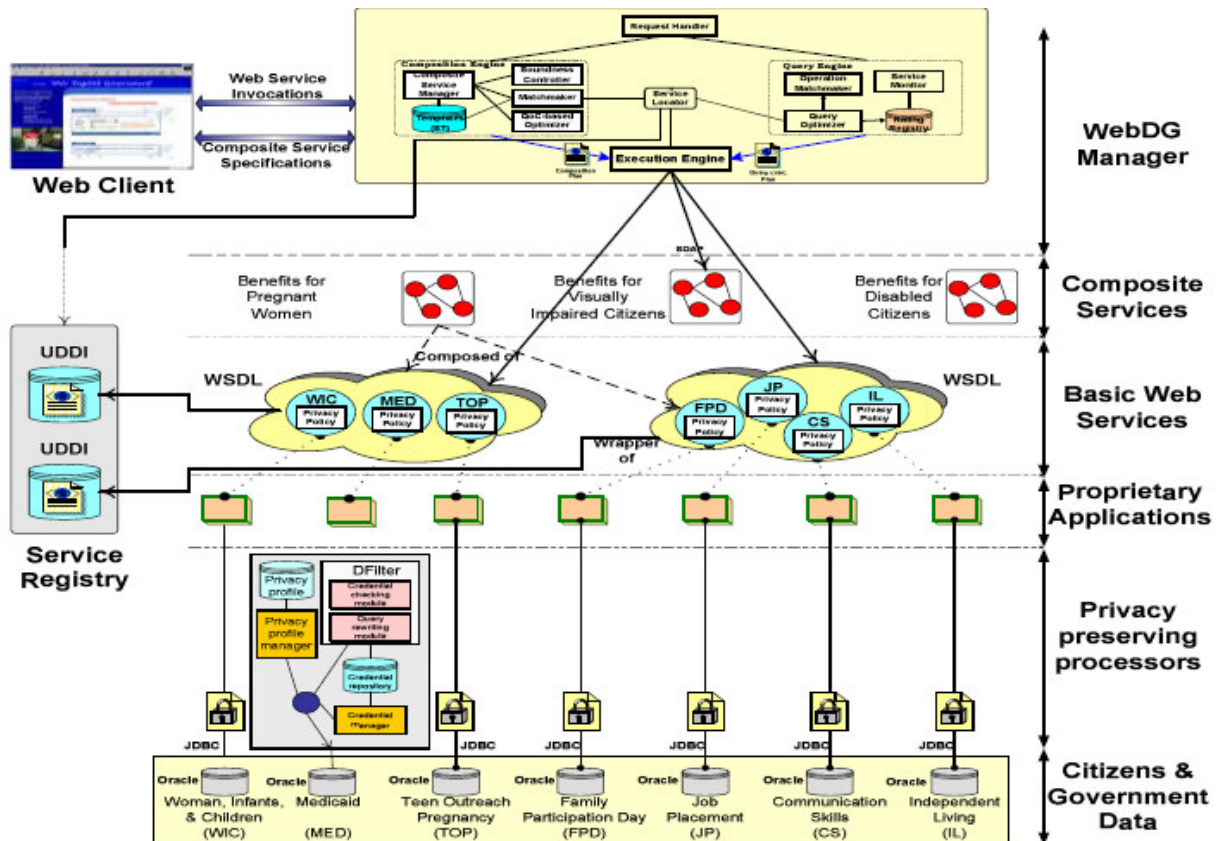 Request Handler
Composition Engine
Composite
Service
Manager
Boundness
Controller
Matchmaker
QoC-based
Optimizer
Templates
(ST)
Service
Locator
Query Engine
Operation
Matchmaker
Service
Monitor
Query Optimizer
Rating
Registry
Composition
Plan
Execution Engine
Plan
Web Service
Invocations
Composite Service
Specifications
Web Client
WebDG
Manager
SOAP
Benefits for
Pregnant
Women
Benefits for
Visually
Impaired Citizens
Benefits for
Disabled
Citizens
Composite
Services
UDDI
UDDI
Service
Registry
Composed of
WSDL
WIC
Privacy
Policy
MED
Privacy
Policy
TOP
Privacy
Policy
FPD
Privacy
Policy
JP
Privacy
Policy
CS
Privacy
Policy
IL
Privacy
Policy
WSDL
Wrapper
of
Basic Web
Services
Proprietary
Applications
Privacy
profile
Privacy
profile
manager
DFilter
Credential
checking
module
Query
rewriting
module
Credential
repository
Credential
manager
Privacy
preserving
processors
JDBC
JDBC
JDBC
JDBC
JDBC
JDBC
Oracle
Oracle
Oracle
Oracle
Oracle
Oracle
Oracle
Woman, Infants,
& Children
(WIC)
Medicaid
(MED)
Teen Outreach
Pregnancy
(TOP)
Family
Participation Day
(FPD)
Job
Placement
(JP)
Communication
Skills
(CS)
Independent
Living
(IL)
Citizens &
Government
Data